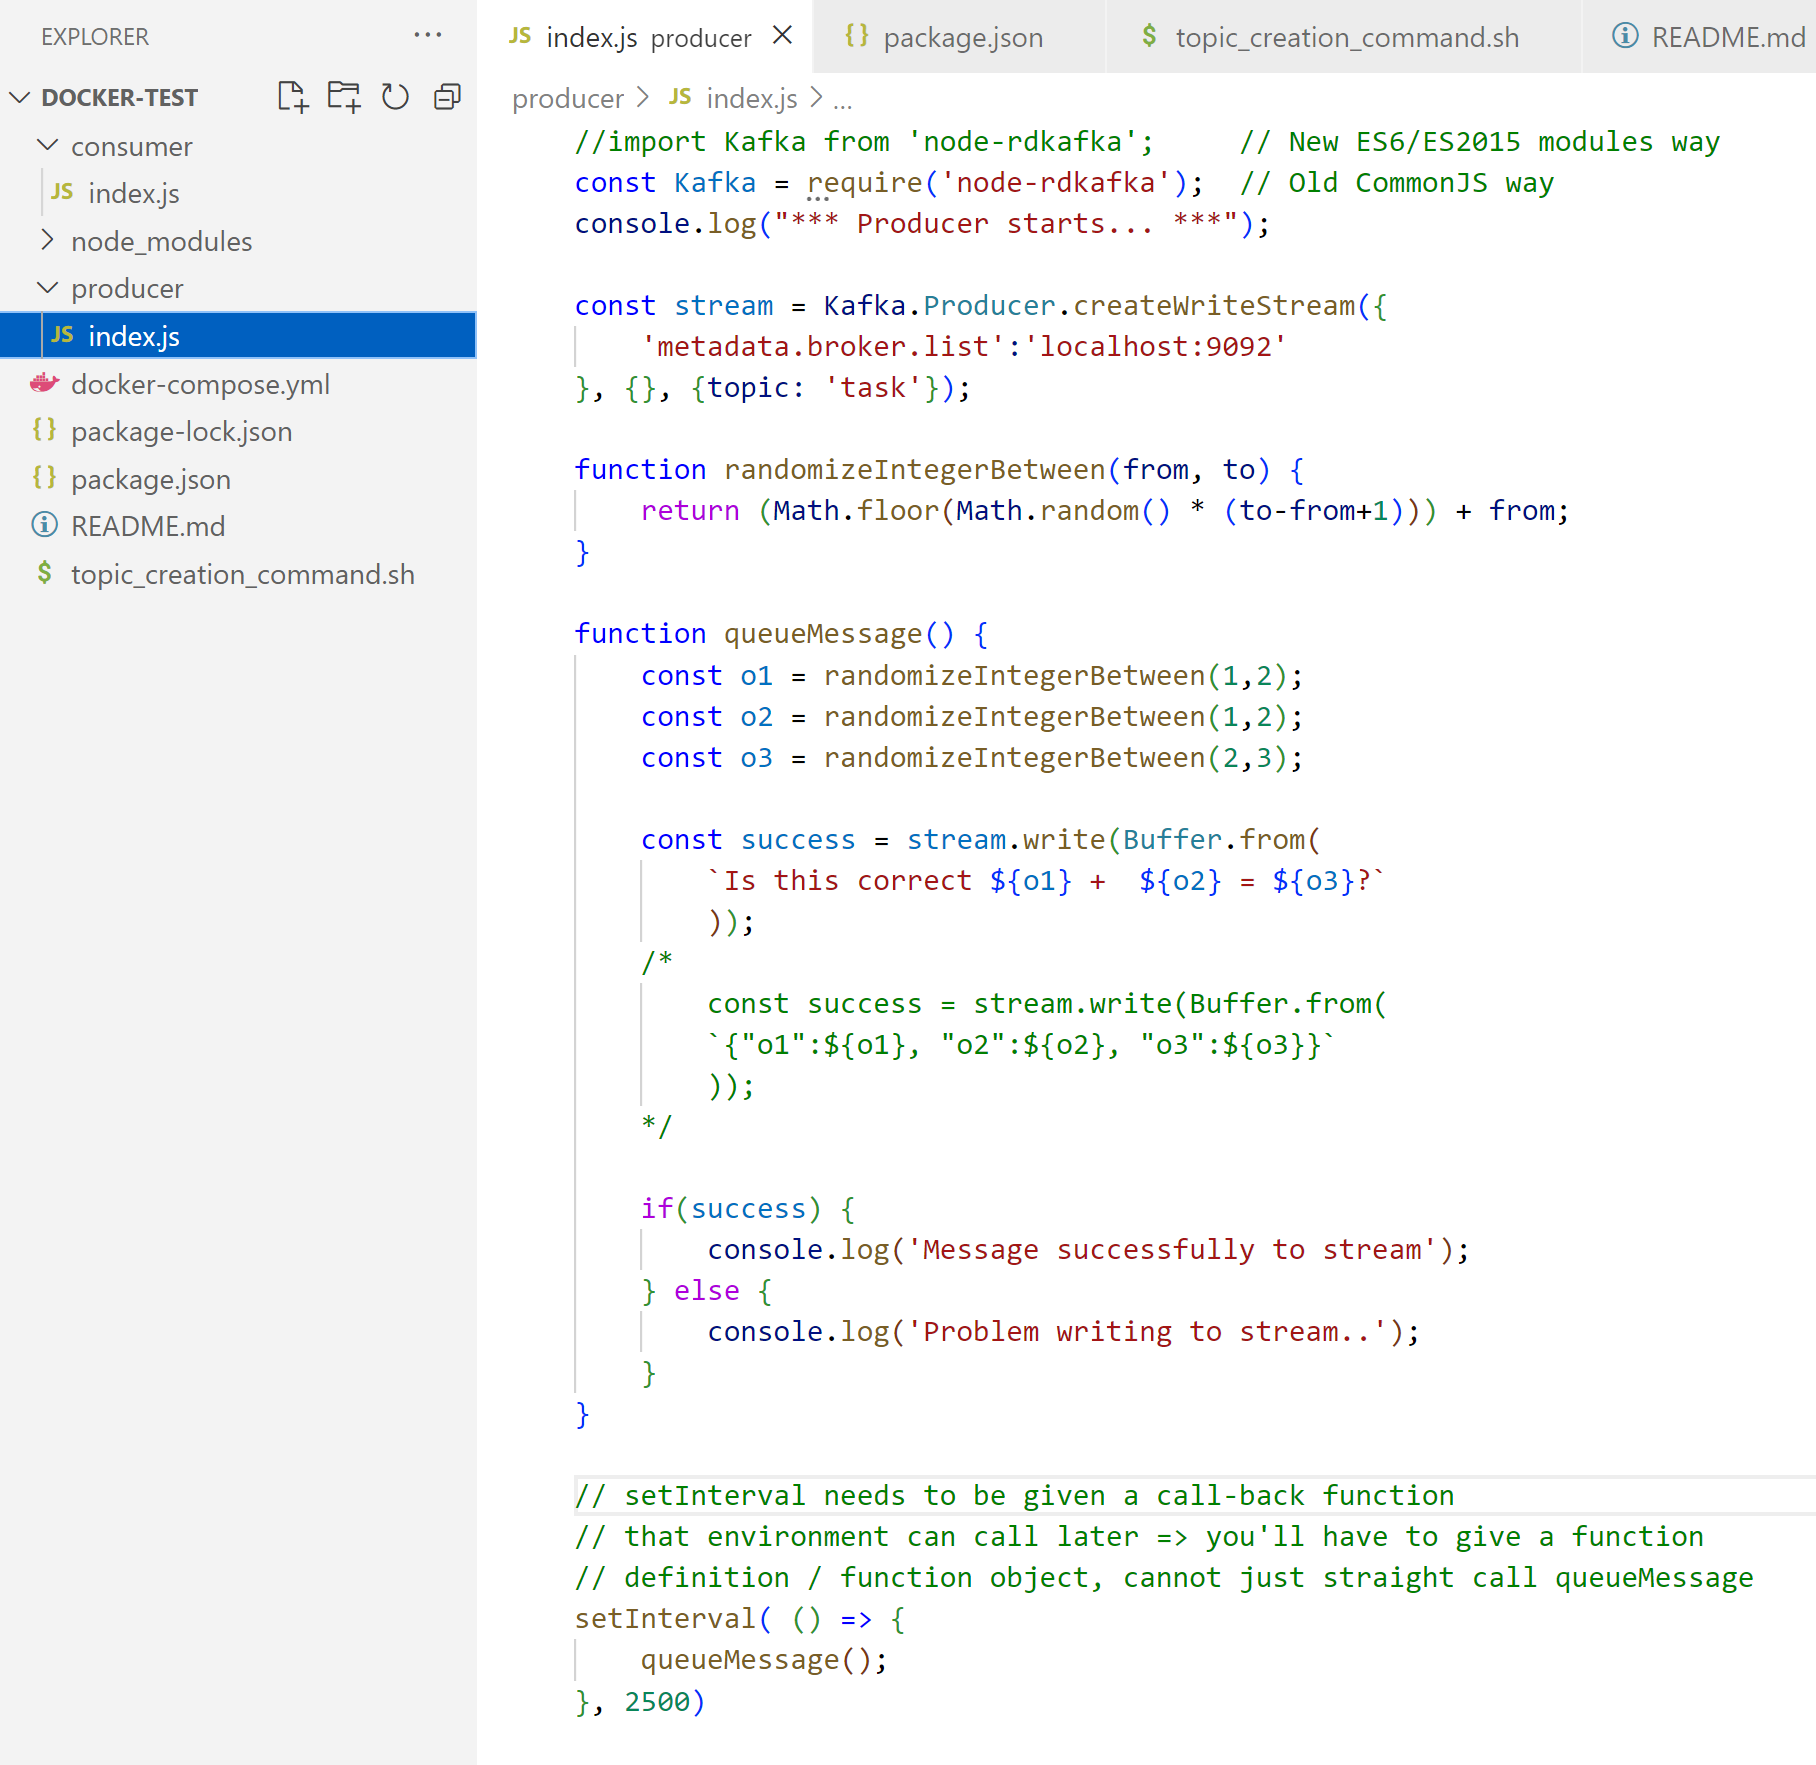 EXPLORER ...
DOCKER-TEST
consumer
JS index.js
node_modules
producer
JS index.js
docker-compose.yml
{} package-lock.json
{} package.json
README.md
$ topic_creation_command.sh
JS index.js producer {} package.json $ topic_creation_command.sh README.md
producer > JS index.js > ...
//import Kafka from 'node-rdkafka';     // New ES6/ES2015 modules way
const Kafka = require('node-rdkafka');  // Old CommonJS way
console.log("*** Producer starts... ***");

const stream = Kafka.Producer.createWriteStream({
    'metadata.broker.list':'localhost:9092'
}, {}, {topic: 'task'});

function randomizeIntegerBetween(from, to) {
    return (Math.floor(Math.random() * (to-from+1))) + from;
}

function queueMessage() {
    const o1 = randomizeIntegerBetween(1,2);
    const o2 = randomizeIntegerBetween(1,2);
    const o3 = randomizeIntegerBetween(2,3);

    const success = stream.write(Buffer.from(
        `Is this correct ${o1} +  ${o2} = ${o3}?`
        ));
    /*
        const success = stream.write(Buffer.from(
        `{"o1":${o1}, "o2":${o2}, "o3":${o3}}`
        ));
    */

    if(success) {
        console.log('Message successfully to stream');
    } else {
        console.log('Problem writing to stream..');
    }
}

// setInterval needs to be given a call-back function
// that environment can call later => you'll have to give a function
// definition / function object, cannot just straight call queueMessage
setInterval( () => {
    queueMessage();
}, 2500)